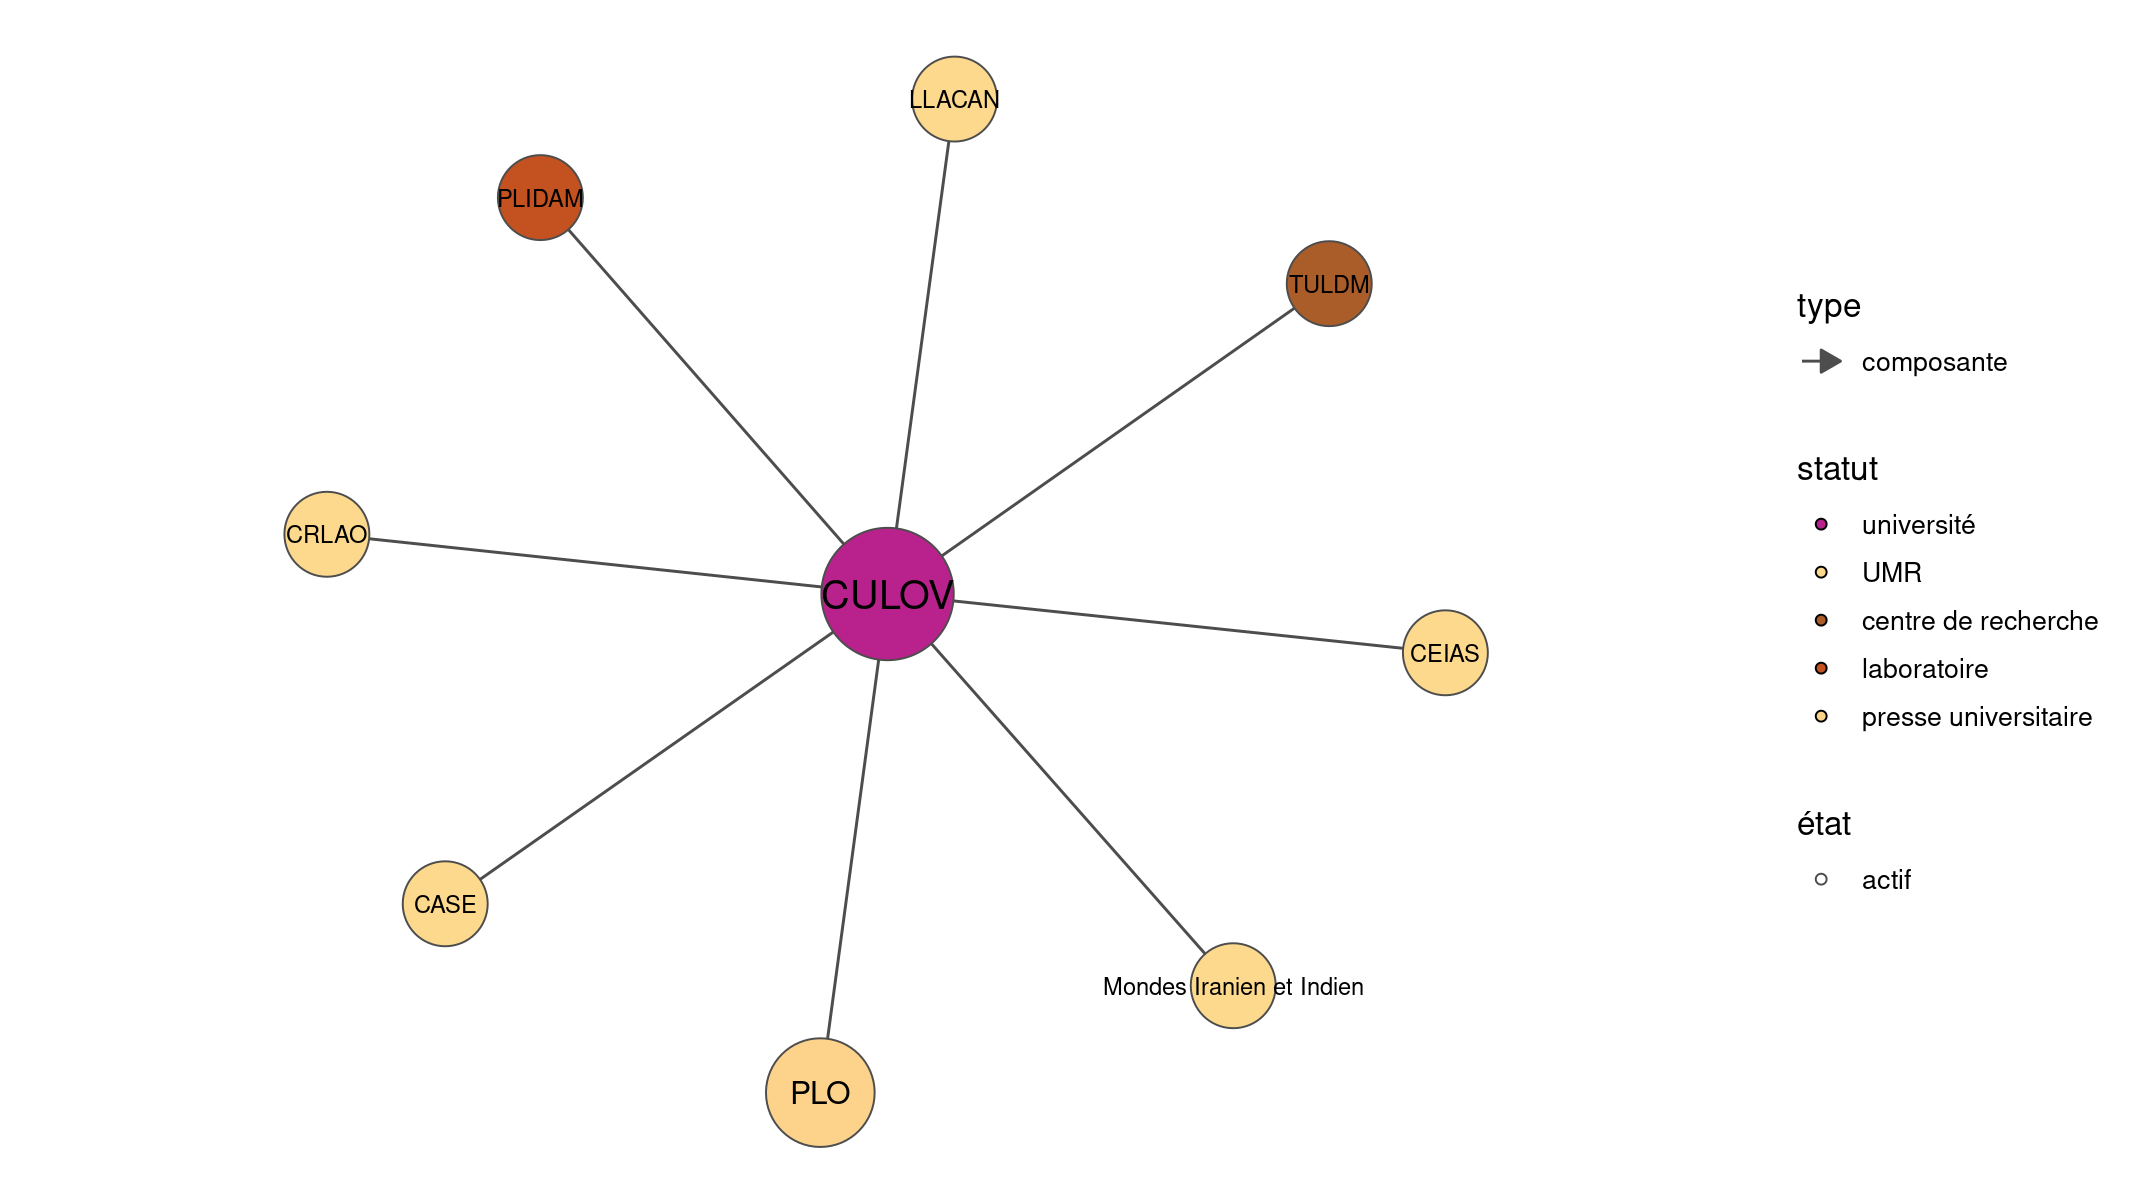 LLACAN
PLIDAM
TULDM
CRLAO
CULOV
CEIAS
CASE
Mondes Iranien et Indien
PLO
type
composante
statut
université
UMR
centre de recherche
laboratoire
presse universitaire
état
actif